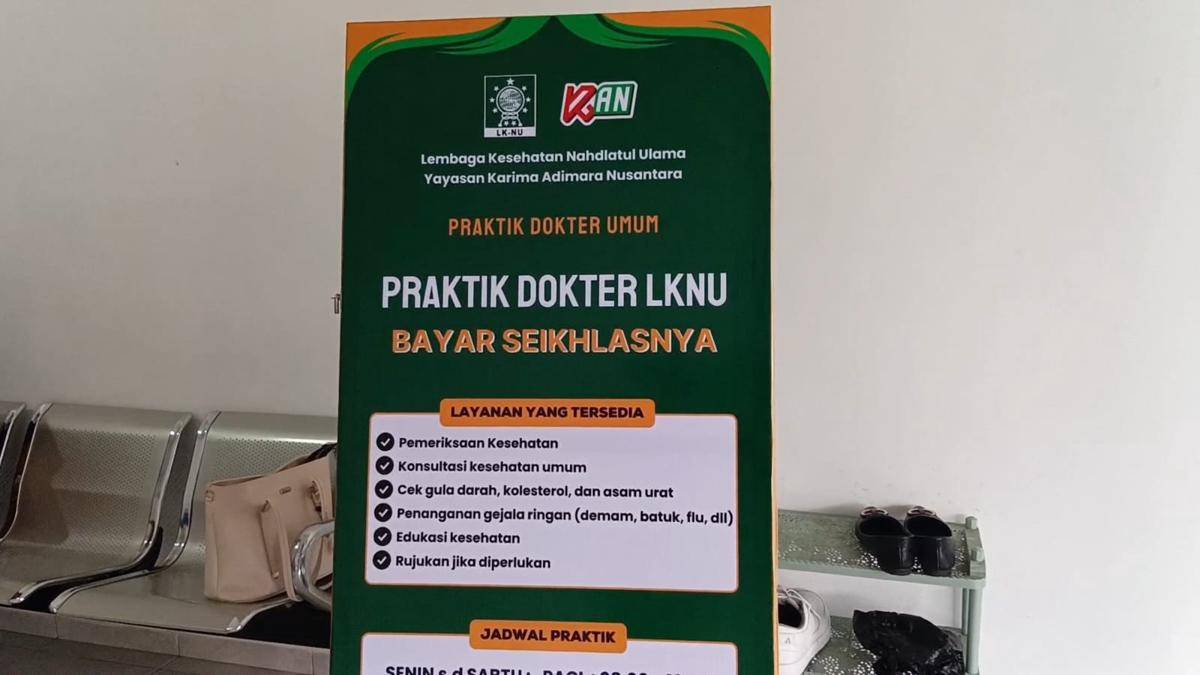 LK-NU
KAN
Lembaga Kesehatan Nahdlatul Ulama
Yayasan Karima Adimara Nusantara
PRAKTIK DOKTER UMUM
PRAKTIK DOKTER LKNU
BAYAR SEIKHLASNYA
LAYANAN YANG TERSEDIA
Pemeriksaan Kesehatan
Konsultasi kesehatan umum
Cek gula darah, kolesterol, dan asam urat
Penanganan gejala ringan (demam, batuk, flu, dll)
Edukasi kesehatan
Rujukan jika diperlukan
JADWAL PRAKTIK
SENIN s.d SABTU